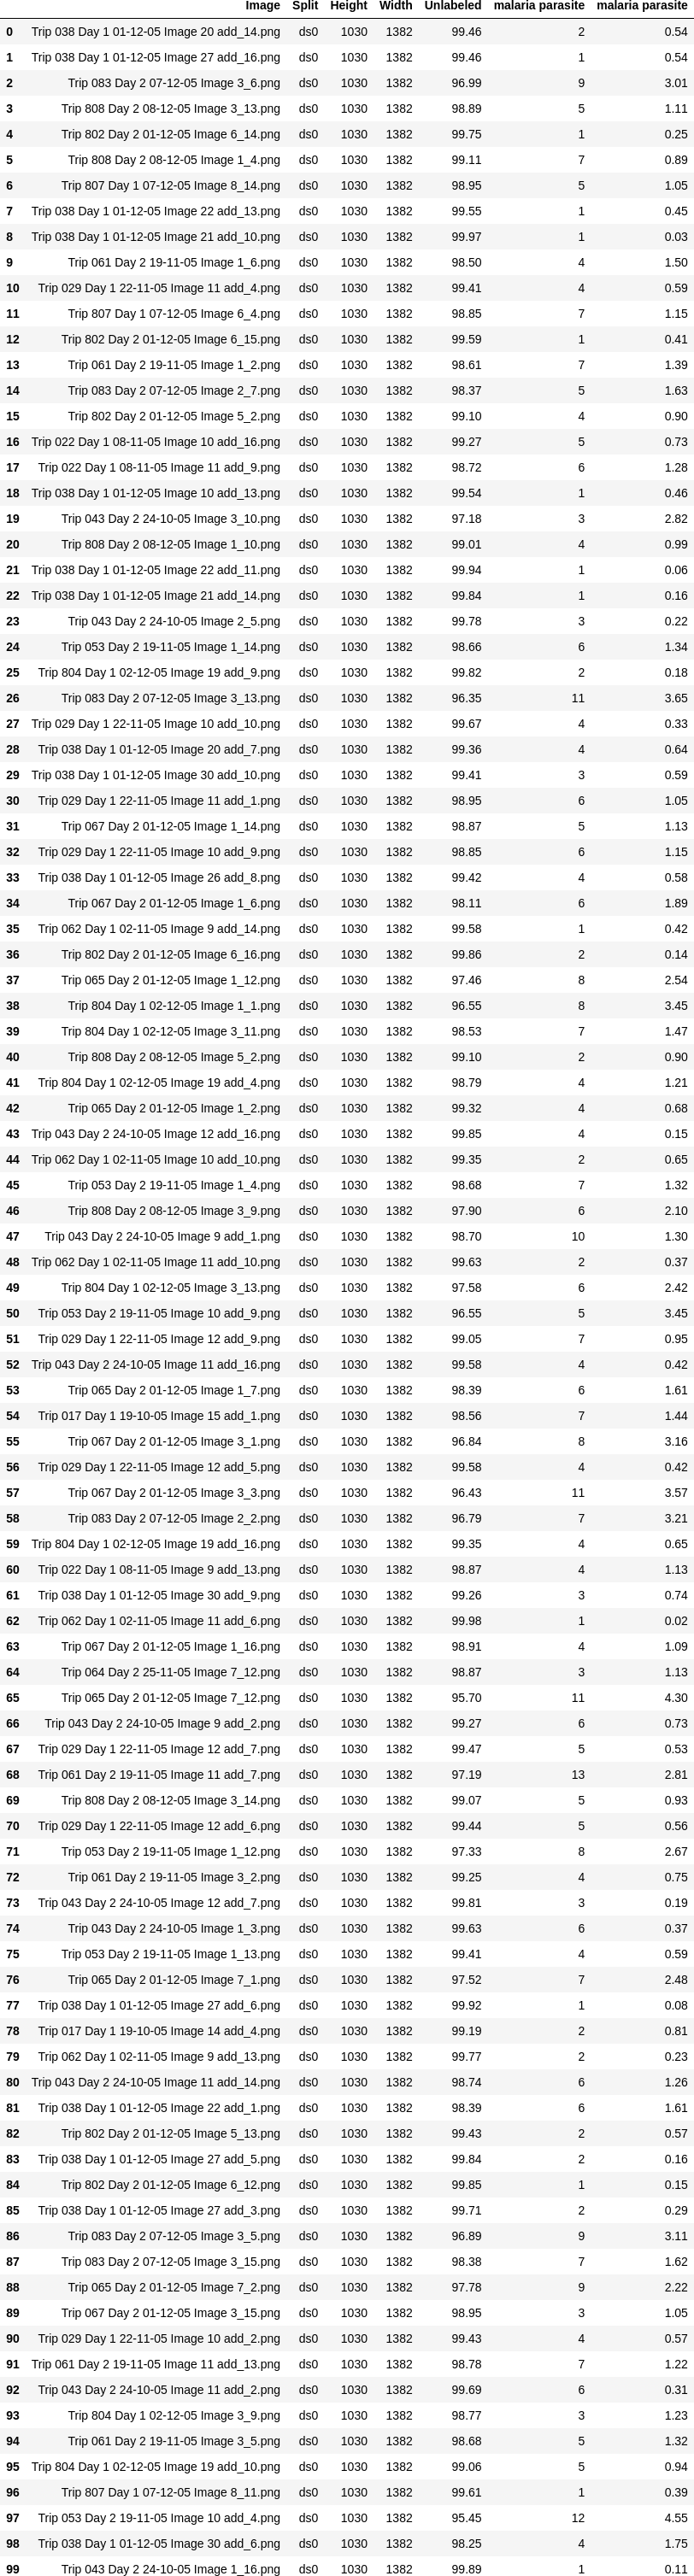 Image Split Height Width Unlabeled malaria parasite malaria parasite
0 Trip 038 Day 1 01-12-05 Image 20 add_14.png ds0 1030 1382 99.46 2 0.54
1 Trip 038 Day 1 01-12-05 Image 27 add_16.png ds0 1030 1382 99.46 1 0.54
2 Trip 083 Day 2 07-12-05 Image 3_6.png ds0 1030 1382 96.99 9 3.01
3 Trip 808 Day 2 08-12-05 Image 3_13.png ds0 1030 1382 98.89 5 1.11
4 Trip 802 Day 2 01-12-05 Image 6_14.png ds0 1030 1382 99.75 1 0.25
5 Trip 808 Day 2 08-12-05 Image 1_4.png ds0 1030 1382 99.11 7 0.89
6 Trip 807 Day 1 07-12-05 Image 8_14.png ds0 1030 1382 98.95 5 1.05
7 Trip 038 Day 1 01-12-05 Image 22 add_13.png ds0 1030 1382 99.55 1 0.45
8 Trip 038 Day 1 01-12-05 Image 21 add_10.png ds0 1030 1382 99.97 1 0.03
9 Trip 061 Day 2 19-11-05 Image 1_6.png ds0 1030 1382 98.50 4 1.50
10 Trip 029 Day 1 22-11-05 Image 11 add_4.png ds0 1030 1382 99.41 4 0.59
11 Trip 807 Day 1 07-12-05 Image 6_4.png ds0 1030 1382 98.85 7 1.15
12 Trip 802 Day 2 01-12-05 Image 6_15.png ds0 1030 1382 99.59 1 0.41
13 Trip 061 Day 2 19-11-05 Image 1_2.png ds0 1030 1382 98.61 7 1.39
14 Trip 083 Day 2 07-12-05 Image 2_7.png ds0 1030 1382 98.37 5 1.63
15 Trip 802 Day 2 01-12-05 Image 5_2.png ds0 1030 1382 99.10 4 0.90
16 Trip 022 Day 1 08-11-05 Image 10 add_16.png ds0 1030 1382 99.27 5 0.73
17 Trip 022 Day 1 08-11-05 Image 11 add_9.png ds0 1030 1382 98.72 6 1.28
18 Trip 038 Day 1 01-12-05 Image 10 add_13.png ds0 1030 1382 99.54 1 0.46
19 Trip 043 Day 2 24-10-05 Image 3_10.png ds0 1030 1382 97.18 3 2.82
20 Trip 808 Day 2 08-12-05 Image 1_10.png ds0 1030 1382 99.01 4 0.99
21 Trip 038 Day 1 01-12-05 Image 22 add_11.png ds0 1030 1382 99.94 1 0.06
22 Trip 038 Day 1 01-12-05 Image 21 add_14.png ds0 1030 1382 99.84 1 0.16
23 Trip 043 Day 2 24-10-05 Image 2_5.png ds0 1030 1382 99.78 3 0.22
24 Trip 053 Day 2 19-11-05 Image 1_14.png ds0 1030 1382 98.66 6 1.34
25 Trip 804 Day 1 02-12-05 Image 19 add_9.png ds0 1030 1382 99.82 2 0.18
26 Trip 083 Day 2 07-12-05 Image 3_13.png ds0 1030 1382 96.35 11 3.65
27 Trip 029 Day 1 22-11-05 Image 10 add_10.png ds0 1030 1382 99.67 4 0.33
28 Trip 038 Day 1 01-12-05 Image 20 add_7.png ds0 1030 1382 99.36 4 0.64
29 Trip 038 Day 1 01-12-05 Image 30 add_10.png ds0 1030 1382 99.41 3 0.59
30 Trip 029 Day 1 22-11-05 Image 11 add_1.png ds0 1030 1382 98.95 6 1.05
31 Trip 067 Day 2 01-12-05 Image 1_14.png ds0 1030 1382 98.87 5 1.13
32 Trip 029 Day 1 22-11-05 Image 10 add_9.png ds0 1030 1382 98.85 6 1.15
33 Trip 038 Day 1 01-12-05 Image 26 add_8.png ds0 1030 1382 99.42 4 0.58
34 Trip 067 Day 2 01-12-05 Image 1_6.png ds0 1030 1382 98.11 6 1.89
35 Trip 062 Day 1 02-11-05 Image 9 add_14.png ds0 1030 1382 99.58 1 0.42
36 Trip 802 Day 2 01-12-05 Image 6_16.png ds0 1030 1382 99.86 2 0.14
37 Trip 065 Day 2 01-12-05 Image 1_12.png ds0 1030 1382 97.46 8 2.54
38 Trip 804 Day 1 02-12-05 Image 1_1.png ds0 1030 1382 96.55 8 3.45
39 Trip 804 Day 1 02-12-05 Image 3_11.png ds0 1030 1382 98.53 7 1.47
40 Trip 808 Day 2 08-12-05 Image 5_2.png ds0 1030 1382 99.10 2 0.90
41 Trip 804 Day 1 02-12-05 Image 19 add_4.png ds0 1030 1382 98.79 4 1.21
42 Trip 065 Day 2 01-12-05 Image 1_2.png ds0 1030 1382 99.32 4 0.68
43 Trip 043 Day 2 24-10-05 Image 12 add_16.png ds0 1030 1382 99.85 4 0.15
44 Trip 062 Day 1 02-11-05 Image 10 add_10.png ds0 1030 1382 99.35 2 0.65
45 Trip 053 Day 2 19-11-05 Image 1_4.png ds0 1030 1382 98.68 7 1.32
46 Trip 808 Day 2 08-12-05 Image 3_9.png ds0 1030 1382 97.90 6 2.10
47 Trip 043 Day 2 24-10-05 Image 9 add_1.png ds0 1030 1382 98.70 10 1.30
48 Trip 062 Day 1 02-11-05 Image 11 add_10.png ds0 1030 1382 99.63 2 0.37
49 Trip 804 Day 1 02-12-05 Image 3_13.png ds0 1030 1382 97.58 6 2.42
50 Trip 053 Day 2 19-11-05 Image 10 add_9.png ds0 1030 1382 96.55 5 3.45
51 Trip 029 Day 1 22-11-05 Image 12 add_9.png ds0 1030 1382 99.05 7 0.95
52 Trip 043 Day 2 24-10-05 Image 11 add_16.png ds0 1030 1382 99.58 4 0.42
53 Trip 065 Day 2 01-12-05 Image 1_7.png ds0 1030 1382 98.39 6 1.61
54 Trip 017 Day 1 19-10-05 Image 15 add_1.png ds0 1030 1382 98.56 7 1.44
55 Trip 067 Day 2 01-12-05 Image 3_1.png ds0 1030 1382 96.84 8 3.16
56 Trip 029 Day 1 22-11-05 Image 12 add_5.png ds0 1030 1382 99.58 4 0.42
57 Trip 067 Day 2 01-12-05 Image 3_3.png ds0 1030 1382 96.43 11 3.57
58 Trip 083 Day 2 07-12-05 Image 2_2.png ds0 1030 1382 96.79 7 3.21
59 Trip 804 Day 1 02-12-05 Image 19 add_16.png ds0 1030 1382 99.35 4 0.65
60 Trip 022 Day 1 08-11-05 Image 9 add_13.png ds0 1030 1382 98.87 4 1.13
61 Trip 038 Day 1 01-12-05 Image 30 add_9.png ds0 1030 1382 99.26 3 0.74
62 Trip 062 Day 1 02-11-05 Image 11 add_6.png ds0 1030 1382 99.98 1 0.02
63 Trip 067 Day 2 01-12-05 Image 1_16.png ds0 1030 1382 98.91 4 1.09
64 Trip 064 Day 2 25-11-05 Image 7_12.png ds0 1030 1382 98.87 3 1.13
65 Trip 065 Day 2 01-12-05 Image 7_12.png ds0 1030 1382 95.70 11 4.30
66 Trip 043 Day 2 24-10-05 Image 9 add_2.png ds0 1030 1382 99.27 6 0.73
67 Trip 029 Day 1 22-11-05 Image 12 add_7.png ds0 1030 1382 99.47 5 0.53
68 Trip 061 Day 2 19-11-05 Image 11 add_7.png ds0 1030 1382 97.19 13 2.81
69 Trip 808 Day 2 08-12-05 Image 3_14.png ds0 1030 1382 99.07 5 0.93
70 Trip 029 Day 1 22-11-05 Image 12 add_6.png ds0 1030 1382 99.44 5 0.56
71 Trip 053 Day 2 19-11-05 Image 1_12.png ds0 1030 1382 97.33 8 2.67
72 Trip 061 Day 2 19-11-05 Image 3_2.png ds0 1030 1382 99.25 4 0.75
73 Trip 043 Day 2 24-10-05 Image 12 add_7.png ds0 1030 1382 99.81 3 0.19
74 Trip 043 Day 2 24-10-05 Image 1_3.png ds0 1030 1382 99.63 6 0.37
75 Trip 053 Day 2 19-11-05 Image 1_13.png ds0 1030 1382 99.41 4 0.59
76 Trip 065 Day 2 01-12-05 Image 7_1.png ds0 1030 1382 97.52 7 2.48
77 Trip 038 Day 1 01-12-05 Image 27 add_6.png ds0 1030 1382 99.92 1 0.08
78 Trip 017 Day 1 19-10-05 Image 14 add_4.png ds0 1030 1382 99.19 2 0.81
79 Trip 062 Day 1 02-11-05 Image 9 add_13.png ds0 1030 1382 99.77 2 0.23
80 Trip 043 Day 2 24-10-05 Image 11 add_14.png ds0 1030 1382 98.74 6 1.26
81 Trip 038 Day 1 01-12-05 Image 22 add_1.png ds0 1030 1382 98.39 6 1.61
82 Trip 802 Day 2 01-12-05 Image 5_13.png ds0 1030 1382 99.43 2 0.57
83 Trip 038 Day 1 01-12-05 Image 27 add_5.png ds0 1030 1382 99.84 2 0.16
84 Trip 802 Day 2 01-12-05 Image 6_12.png ds0 1030 1382 99.85 1 0.15
85 Trip 038 Day 1 01-12-05 Image 27 add_3.png ds0 1030 1382 99.71 2 0.29
86 Trip 083 Day 2 07-12-05 Image 3_5.png ds0 1030 1382 96.89 9 3.11
87 Trip 083 Day 2 07-12-05 Image 3_15.png ds0 1030 1382 98.38 7 1.62
88 Trip 065 Day 2 01-12-05 Image 7_2.png ds0 1030 1382 97.78 9 2.22
89 Trip 067 Day 2 01-12-05 Image 3_15.png ds0 1030 1382 98.95 3 1.05
90 Trip 029 Day 1 22-11-05 Image 10 add_2.png ds0 1030 1382 99.43 4 0.57
91 Trip 061 Day 2 19-11-05 Image 11 add_13.png ds0 1030 1382 98.78 7 1.22
92 Trip 043 Day 2 24-10-05 Image 11 add_2.png ds0 1030 1382 99.69 6 0.31
93 Trip 804 Day 1 02-12-05 Image 3_9.png ds0 1030 1382 98.77 3 1.23
94 Trip 061 Day 2 19-11-05 Image 3_5.png ds0 1030 1382 98.68 5 1.32
95 Trip 804 Day 1 02-12-05 Image 19 add_10.png ds0 1030 1382 99.06 5 0.94
96 Trip 807 Day 1 07-12-05 Image 8_11.png ds0 1030 1382 99.61 1 0.39
97 Trip 053 Day 2 19-11-05 Image 10 add_4.png ds0 1030 1382 95.45 12 4.55
98 Trip 038 Day 1 01-12-05 Image 30 add_6.png ds0 1030 1382 98.25 4 1.75
99 Trip 043 Day 2 24-10-05 Image 1_16.png ds0 1030 1382 99.89 1 0.11